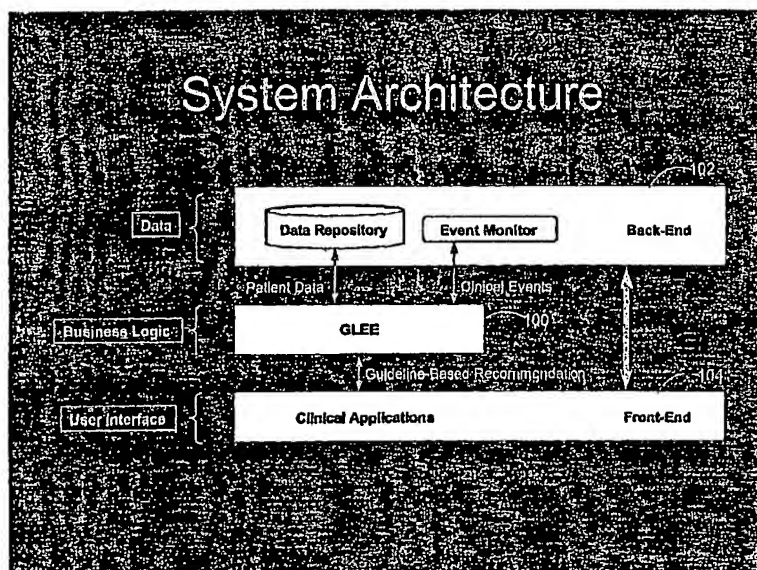 System Architecture
102
Data
Data Repository
Event Monitor
Back-End
Patient Data
Clinical Events
Business Logic
GLEE
100
Guideline-Based Recommendation
104
User Interface
Clinical Applications
Front-End